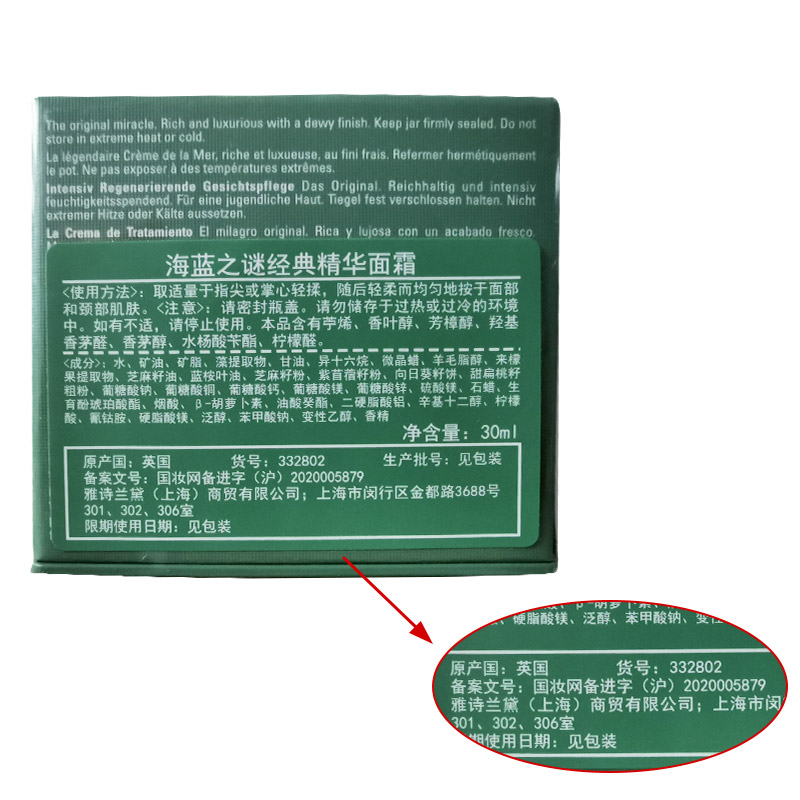 The original miracle. Rich and luxurious with a dewy finish. Keep jar firmly sealed. Do not
store in extreme heat or cold.
La légendaire Crème de la Mer, riche et luxueuse, au fini frais. Refermer hermétiquement
le pot. Ne pas exposer à des températures extrêmes.
Intensiv Regenerierende Gesichtspflege Das Original. Reichhaltig und intensiv
feuchtigkeitsspendend. Für eine jugendliche Haut. Tiegel fest verschlossen halten. Nicht
extremer Hitze oder Kälte aussetzen.
La Crema de Tratamiento El milagro original. Rica y lujosa con un acabado fresco.
海蓝之谜经典精华面霜
<使用方法>：取适量于指尖或掌心轻揉，随后轻柔而均匀地按于面部
和颈部肌肤。<注意>：请密封瓶盖。请勿储存于过热或过冷的环境
中。如有不适，请停止使用。本品含有苧烯、香叶醇、芳樟醇、羟基
香茅醛、香茅醇、水杨酸苄酯、柠檬醛。
<成分>：水、矿油、矿脂、藻提取物、甘油、异十六烷、微晶蜡、羊毛脂醇、来檬
果提取物、芝麻籽油、蓝桉叶油、芝麻籽粉、紫苜蓿籽粉、向日葵籽饼、甜扁桃籽
粗粉、葡糖酸钠、葡糖酸铜、葡糖酸钙、葡糖酸镁、葡糖酸锌、硫酸镁、石蜡、生
育酚琥珀酸酯、烟酸、β-胡萝卜素、油酸癸酯、二硬脂酸铝、辛基十二醇、柠檬
酸、氰钴胺、硬脂酸镁、泛醇、苯甲酸钠、变性乙醇、香精
净含量：30ml
原产国：英国 货号：332802 生产批号：见包装
备案文号：国妆网备进字（沪）2020005879
雅诗兰黛（上海）商贸有限公司；上海市闵行区金都路3688号
301、302、306室
限期使用日期：见包装
β-胡萝卜素、
硬脂酸镁、泛醇、苯甲酸钠、变性
原产国：英国 货号：332802
备案文号：国妆网备进字（沪）2020005879
雅诗兰黛（上海）商贸有限公司；上海市闵
301、302、306室
期使用日期：见包装